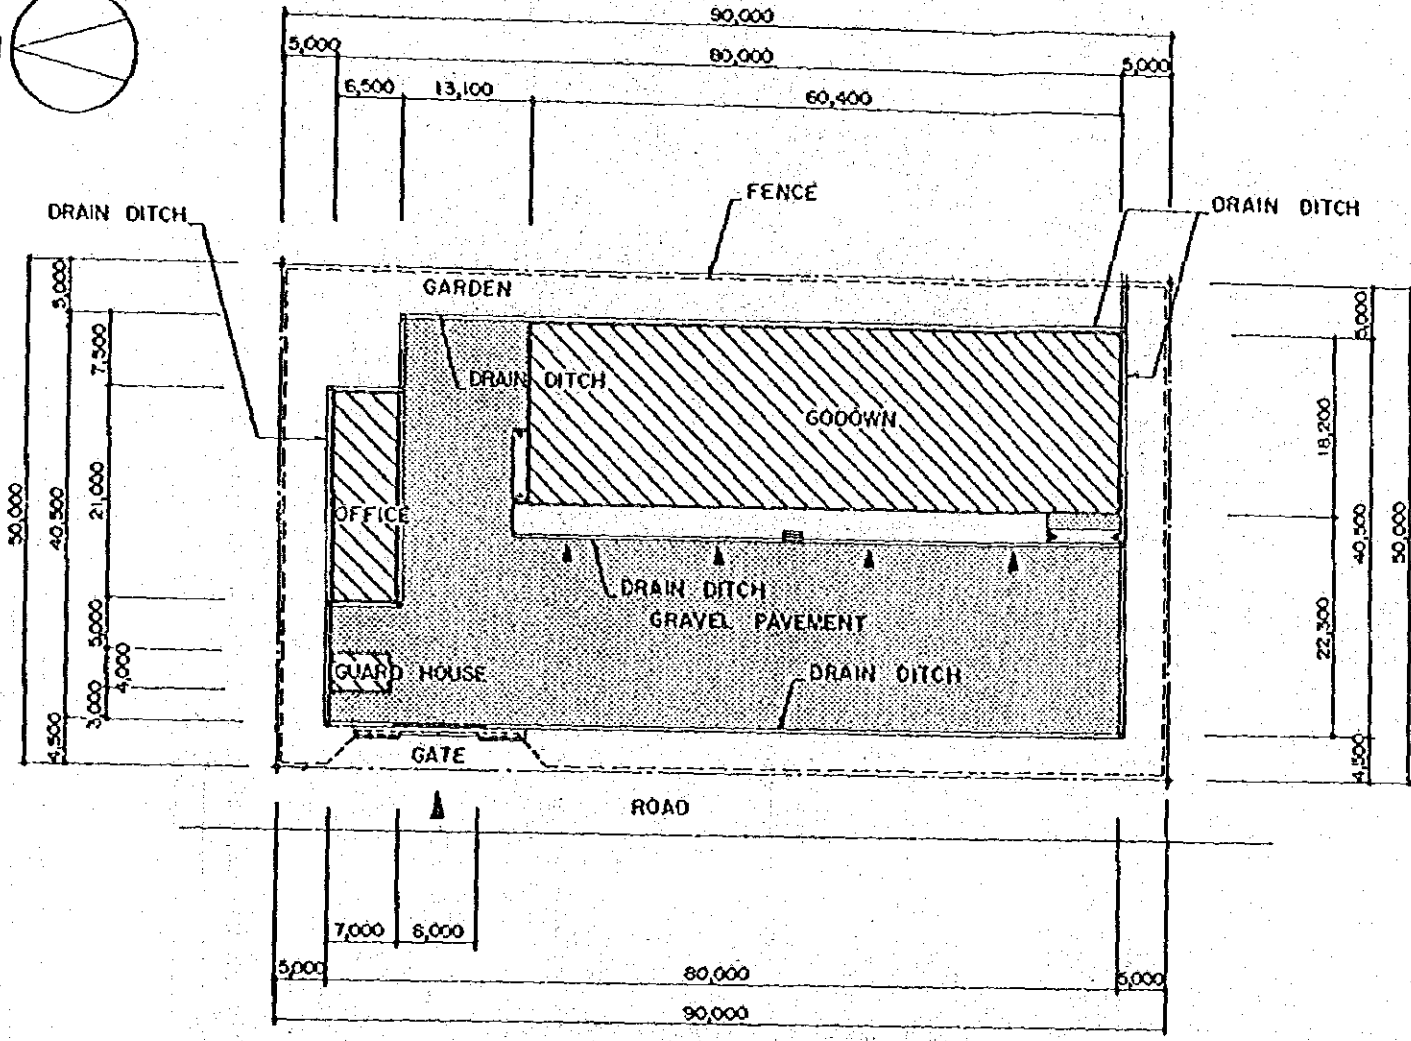 90,000
5,000
80,000
5,000
6,500
13,100
60,400
FENCE
DRAIN DITCH
DRAIN DITCH
5,000
GARDEN
5,000
7,500
DRAIN DITCH
GODOWN
18,200
50,000
40,500
21,000
OFFICE
40,500
50,000
DRAIN DITCH
GRAVEL PAVEMENT
5,000
22,300
4,000
GUARD HOUSE
DRAIN DITCH
3,000
4,500
GATE
4,500
ROAD
7,000
8,000
5,000
80,000
5,000
90,000